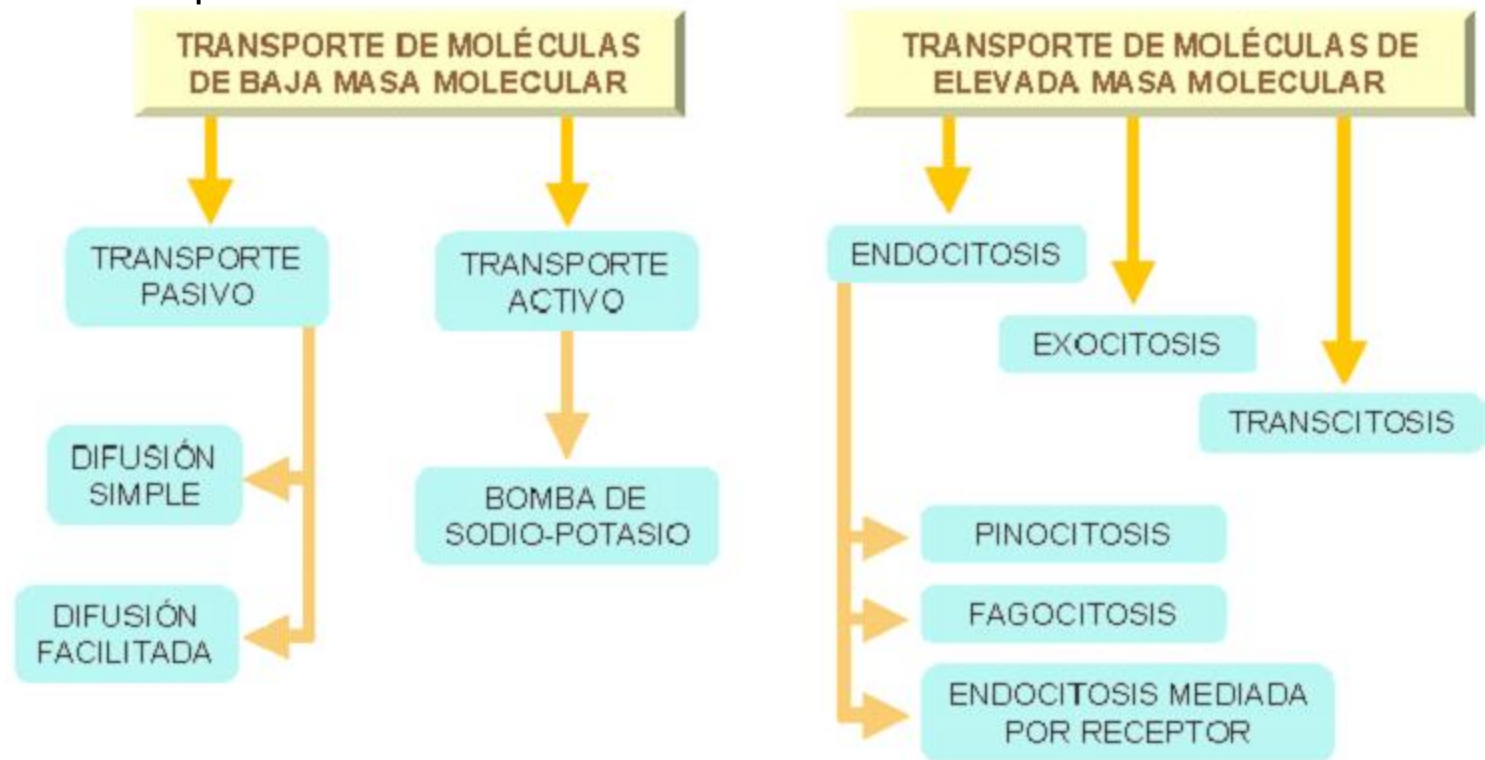 TRANSPORTE DE MOLÉCULAS
DE BAJA MASA MOLECULAR
TRANSPORTE
PASIVO
TRANSPORTE
ACTIVO
DIFUSIÓN
SIMPLE
BOMBA DE
SODIO-POTASIO
DIFUSIÓN
FACILITADA
TRANSPORTE DE MOLÉCULAS DE
ELEVADA MASA MOLECULAR
ENDOCITOSIS
EXOCITOSIS
TRANSCITOSIS
PINOCITOSIS
FAGOCITOSIS
ENDOCITOSIS MEDIADA
POR RECEPTOR